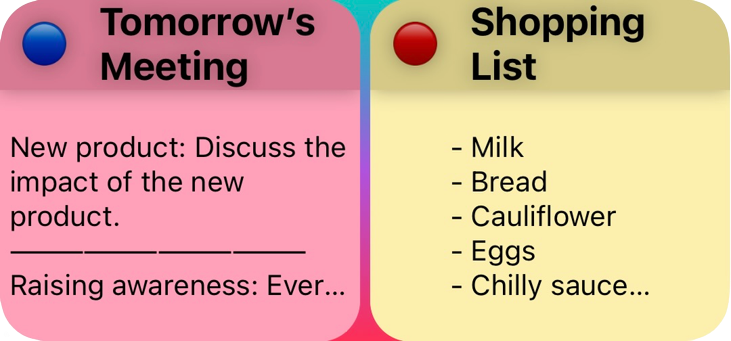 Tomorrow’s
Meeting
New product: Discuss the
impact of the new
product.
————————————
Raising awareness: Ever...
Shopping
List
- Milk
- Bread
- Cauliflower
- Eggs
- Chilly sauce...